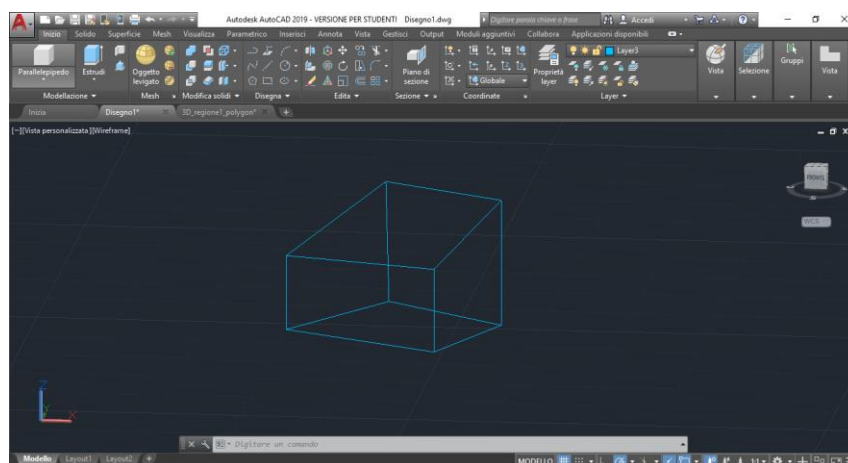 Autodesk AutoCAD 2019 - VERSIONE PER STUDENTI Disegno1.dwg
Digitare parola chiave o frase
Accedi
Inizio Solido Superficie Mesh Visualizza Parametrico Inserisci Annota Vista Gestisci Output Moduli aggiuntivi Collabora Applicazioni disponibili
Layer3
Globale
Parallelepipedo Estrudi Oggetto levigato Piano di sezione Proprietà layer Vista Selezione Gruppi Vista
Modellazione Mesh Modifica solidi Disegna Edita Sezione Coordinate Layer
Inizia Disegno1* 3D_regione1_polygon*
[-][Vista personalizzata][Wireframe]
WCS
Z
X
Digitare un comando
Modello Layout1 Layout2 +
MODELLO 1:1